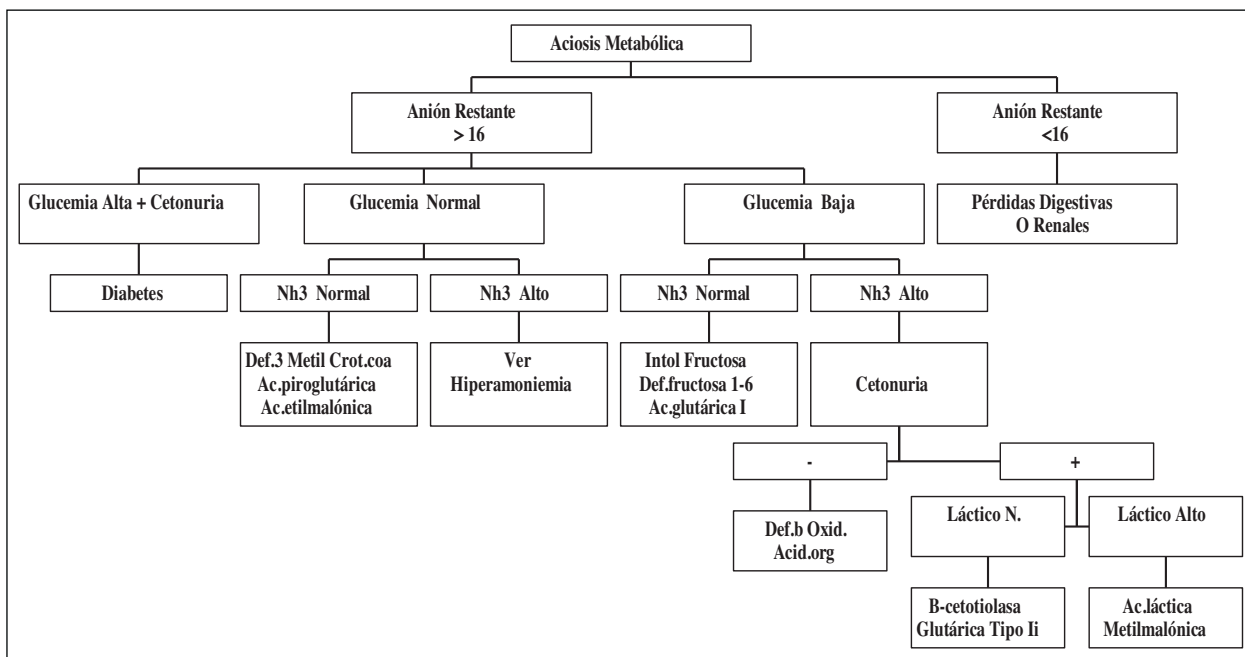 Aciosis Metabólica
Anión Restante
> 16
Anión Restante
<16
Glucemia Alta + Cetonuria
Glucemia Normal
Glucemia Baja
Pérdidas Digestivas
O Renales
Diabetes
Nh3 Normal
Nh3 Alto
Nh3 Normal
Nh3 Alto
Def.3 Metil Crot.coa
Ac.piroglutárica
Ac.etilmalónica
Ver
Hiperamoniemia
Intol Fructosa
Def.fructosa 1-6
Ac.glutárica I
Cetonuria
-
+
Def.b Oxid.
Acid.org
Láctico N.
Láctico Alto
B-cetotiolasa
Glutárica Tipo Ii
Ac.láctica
Metilmalónica